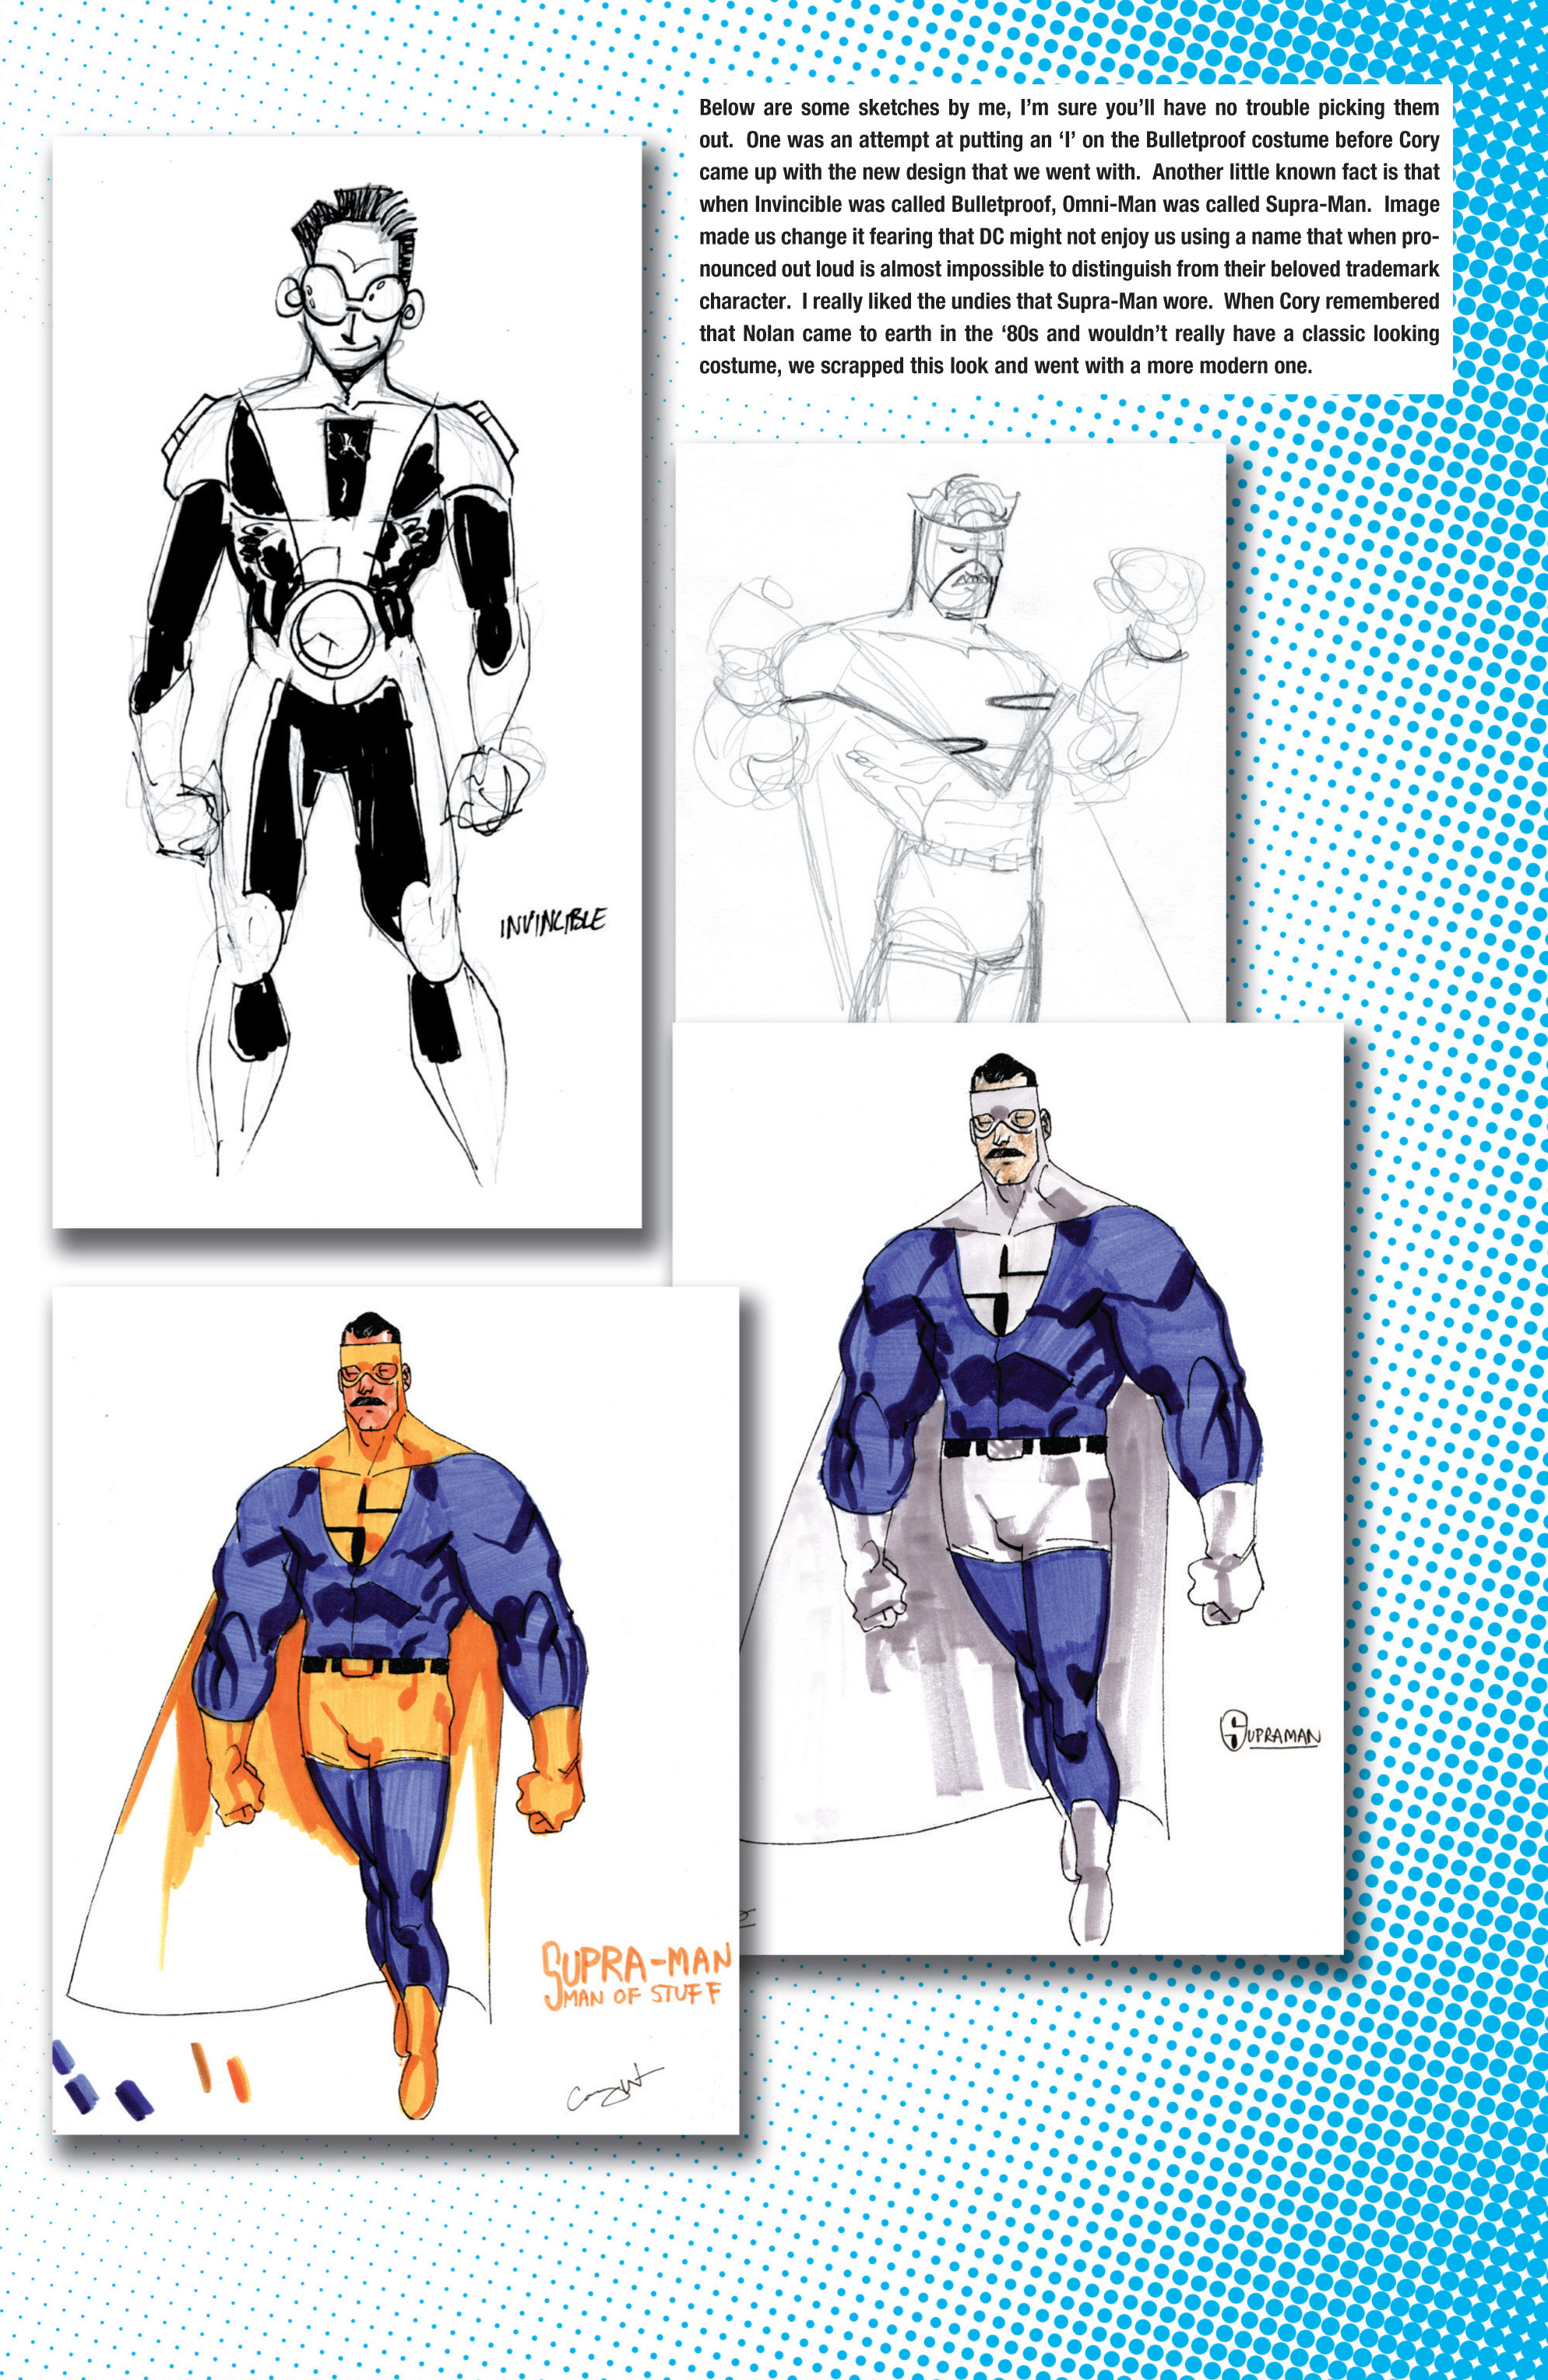 Below are some sketches by me, I’m sure you’ll have no trouble picking them
out. One was an attempt at putting an ‘I’ on the Bulletproof costume before Cory
came up with the new design that we went with. Another little known fact is that
when Invincible was called Bulletproof, Omni-Man was called Supra-Man. Image
made us change it fearing that DC might not enjoy us using a name that when pro-
nounced out loud is almost impossible to distinguish from their beloved trademark
character. I really liked the undies that Supra-Man wore. When Cory remembered
that Nolan came to earth in the ‘80s and wouldn’t really have a classic looking
costume, we scrapped this look and went with a more modern one.
INVINCIBLE
SUPRAMAN
SUPRA-MAN
MAN OF STUFF